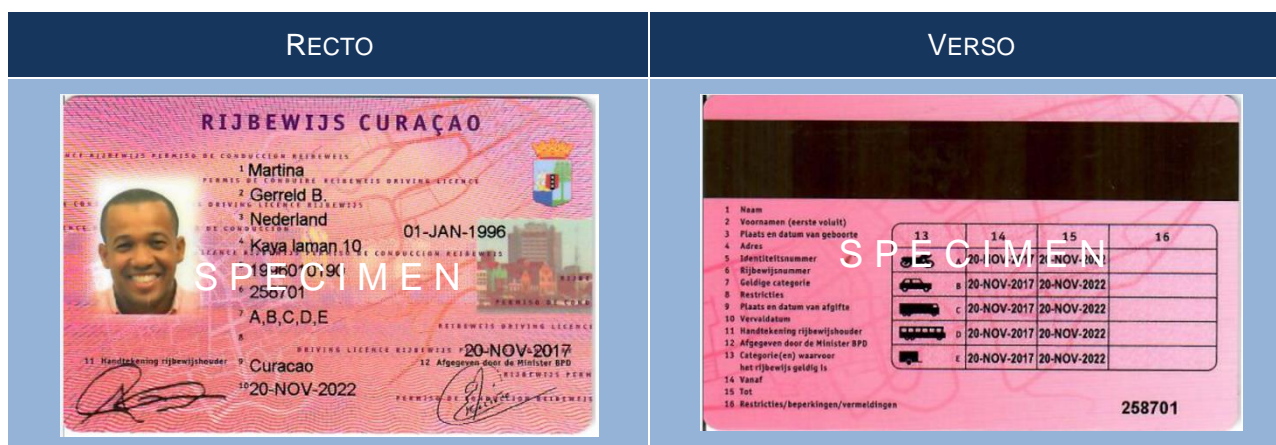 RECTO
RIJBEWIJS CURAÇAO
1 Martina
2 Gerreld B.
3 Nederland
01-JAN-1996
4 Kaya laman 10
1996010190
SPECIMEN
6
7 A,B,C,D,E
8
20-NOV-2017
11 Handtekening rijbewijshouder
9 Curacao
12 Afgegeven door de Minister BPD
10 20-NOV-2022
VERSO
1 Naam
2 Voornamen (eerste voluit)
3 Plaats en datum van geboorte
4 Adres
5 Identiteitsnummer
6 Rijbewijsnummer
7 Geldige categorie
8 Restricties
9 Plaats en datum van afgifte
10 Vervaldatum
11 Handtekening rijbewijshouder
12 Afgegeven door de Minister BPD
13 Categorie(en) waarvoor
het rijbewijs geldig is
14 Vanaf
15 Tot
16 Restricties/beperkingen/vermeldingen
13 14 15 16
SPECIMEN
A 20-NOV-2017 20-NOV-2022
B 20-NOV-2017 20-NOV-2022
C 20-NOV-2017 20-NOV-2022
D 20-NOV-2017 20-NOV-2022
E 20-NOV-2017 20-NOV-2022
258701